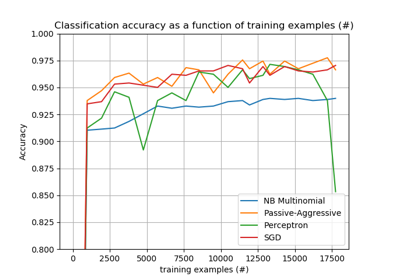 Classification accuracy as a function of training examples (#)
1.000
0.975
0.950
0.925
0.900
0.875
0.850
0.825
0.800
Accuracy
NB Multinomial
Passive-Aggressive
Perceptron
SGD
0 2500 5000 7500 10000 12500 15000 17500
training examples (#)